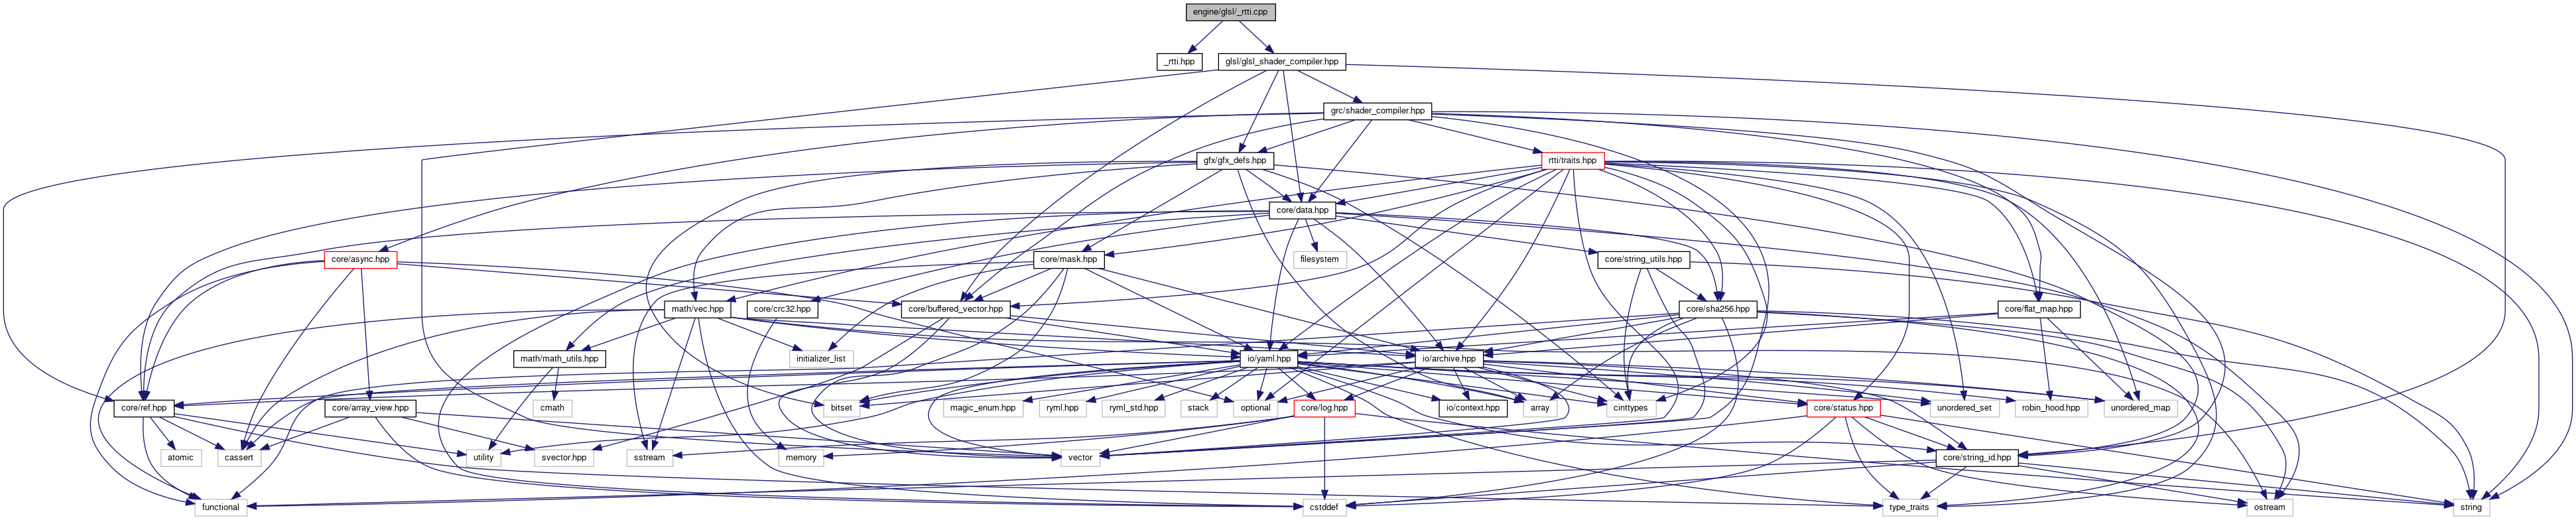 engine/glsl/_rtti.cpp
_rtti.hpp
glsl/glsl_shader_compiler.hpp
grc/shader_compiler.hpp
gfx/gfx_defs.hpp
rtti/traits.hpp
core/data.hpp
core/async.hpp
core/mask.hpp
filesystem
core/string_utils.hpp
math/vec.hpp
core/crc32.hpp
core/buffered_vector.hpp
core/sha256.hpp
core/flat_map.hpp
math/math_utils.hpp
initializer_list
io/yaml.hpp
io/archive.hpp
core/ref.hpp
core/array_view.hpp
cmath
bitset
magic_enum.hpp
ryml.hpp
ryml_std.hpp
stack
optional
core/log.hpp
io/context.hpp
array
cinttypes
core/status.hpp
unordered_set
robin_hood.hpp
unordered_map
atomic
cassert
utility
svector.hpp
sstream
memory
vector
core/string_id.hpp
functional
cstddef
type_traits
ostream
string